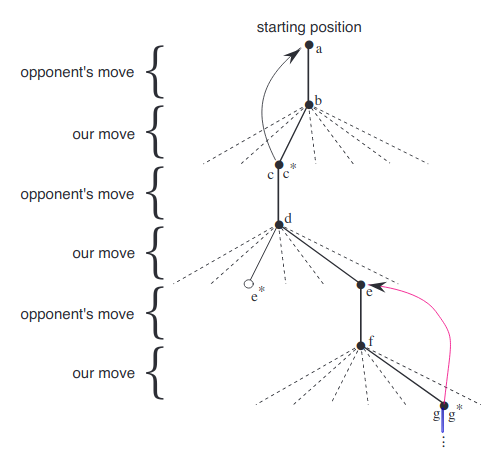 starting position
a
opponent's move
b
our move
c c*
opponent's move
d
our move
e*
e
opponent's move
f
our move
g g*